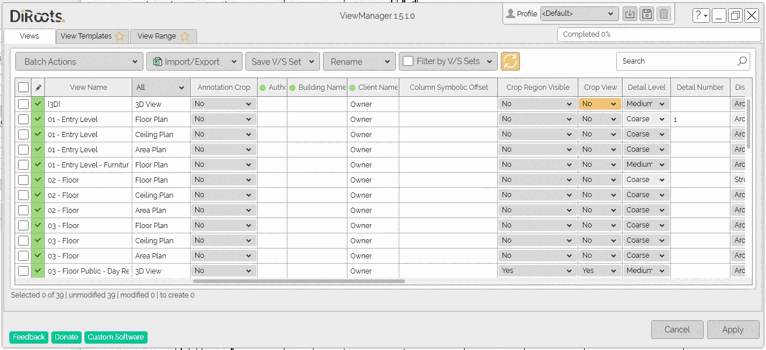 DiRoots.
ViewManager 1.5.1.0
Profile <Default>
?
Views View Templates View Range
Completed 0%
Batch Actions Import/Export Save V/S Set Rename Filter by V/S Sets Search
View Name All Annotation Crop Autho Building Name Client Name Column Symbolic Offset Crop Region Visible Crop View Detail Level Detail Number Dis
{3D} 3D View No Owner No No Medium Arc
01 - Entry Level Floor Plan No Owner No No Coarse 1 Arc
01 - Entry Level Ceiling Plan No Owner No No Coarse Arc
01 - Entry Level Area Plan No Owner No No Coarse Arc
01 - Entry Level - Furnitur Floor Plan No Owner No No Medium Arc
02 - Floor Floor Plan No Owner No No Coarse Str
02 - Floor Ceiling Plan No Owner No No Coarse Arc
02 - Floor Area Plan No Owner No No Coarse Arc
03 - Floor Floor Plan No Owner No No Coarse Arc
03 - Floor Ceiling Plan No Owner No No Coarse Arc
03 - Floor Area Plan No Owner No No Coarse Arc
03 - Floor Public - Day Re 3D View No Owner Yes Yes Medium Arc
Selected 0 of 39 | unmodified 39 | modified 0 | to create 0
Feedback Donate Custom Software Cancel Apply